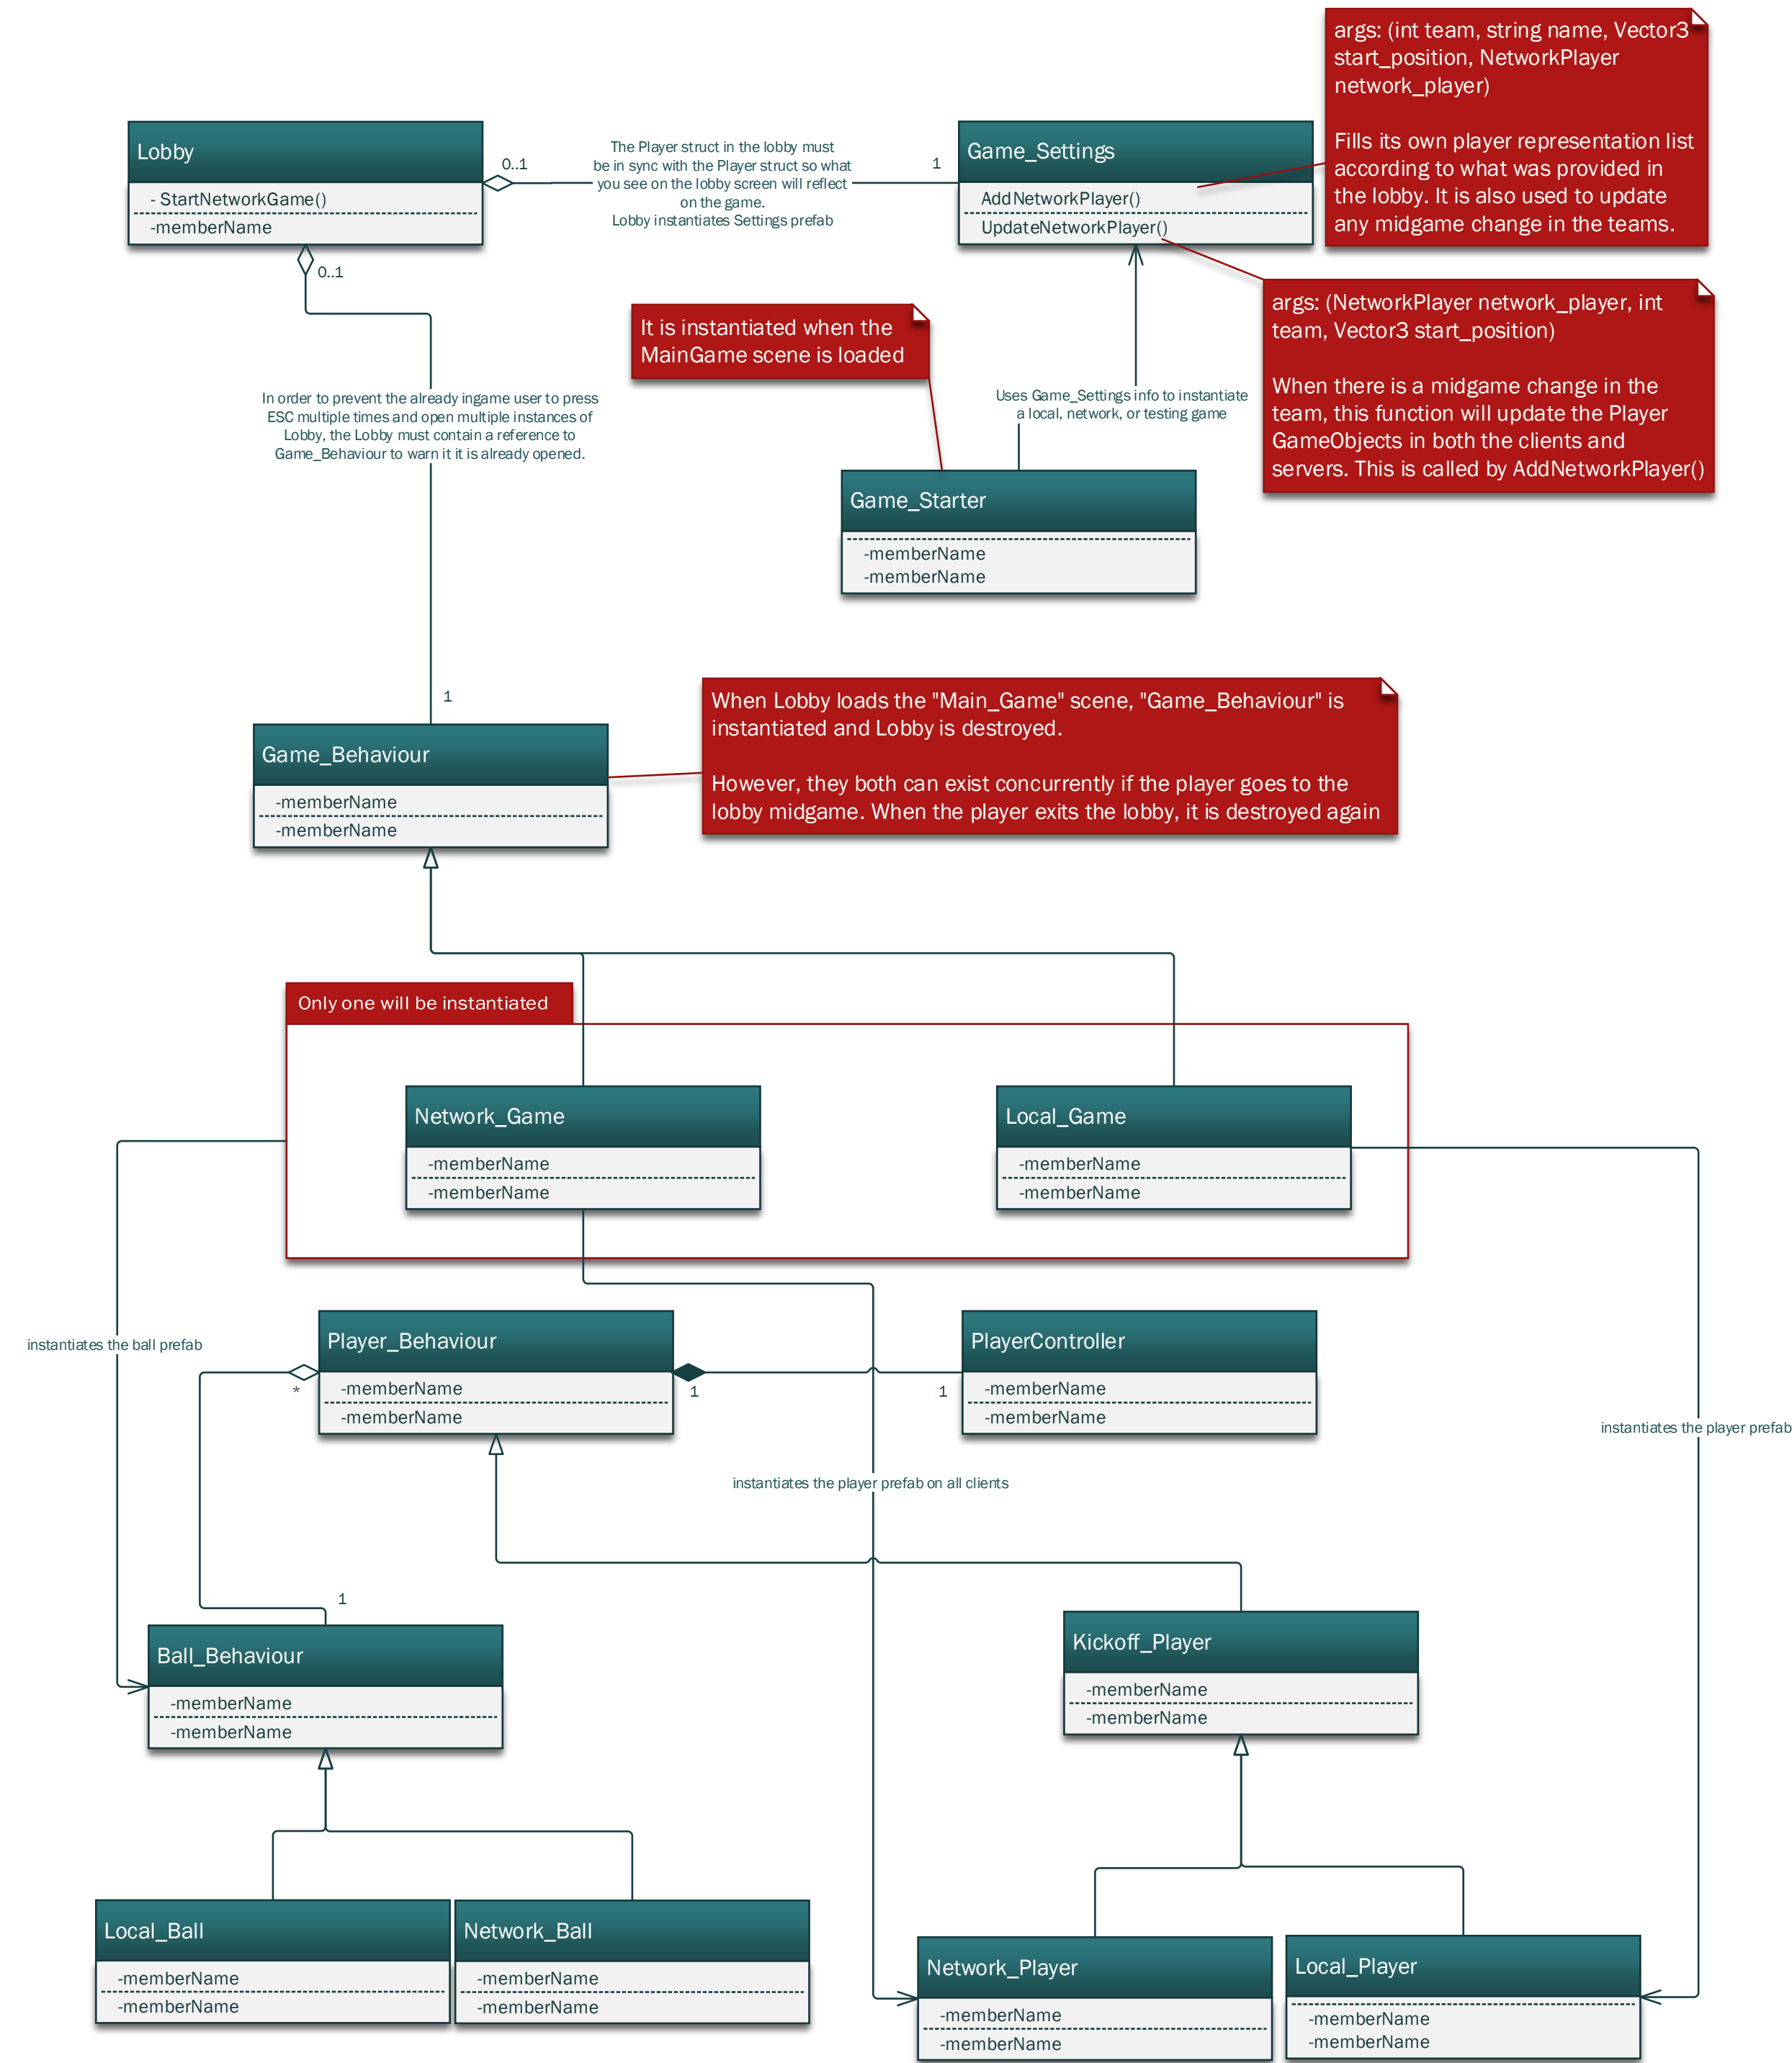 args: (int team, string name, Vector3
start_position, NetworkPlayer
network_player)
Fills its own player representation list
according to what was provided in
the lobby. It is also used to update
any midgame change in the teams.
Lobby
- StartNetworkGame()
-memberName
0..1
The Player struct in the lobby must
be in sync with the Player struct so what
you see on the lobby screen will reflect
on the game.
Lobby instantiates Settings prefab
1
Game_Settings
AddNetworkPlayer()
UpdateNetworkPlayer()
0..1
args: (NetworkPlayer network_player, int
team, Vector3 start_position)
When there is a midgame change in the
team, this function will update the Player
GameObjects in both the clients and
servers. This is called by AddNetworkPlayer()
It is instantiated when the
MainGame scene is loaded
In order to prevent the already ingame user to press
ESC multiple times and open multiple instances of
Lobby, the Lobby must contain a reference to
Game_Behaviour to warn it it is already opened.
Uses Game_Settings info to instantiate
a local, network, or testing game
Game_Starter
-memberName
-memberName
1
Game_Behaviour
-memberName
-memberName
When Lobby loads the "Main_Game" scene, "Game_Behaviour" is
instantiated and Lobby is destroyed.
However, they both can exist concurrently if the player goes to the
lobby midgame. When the player exits the lobby, it is destroyed again
Only one will be instantiated
Network_Game
-memberName
-memberName
Local_Game
-memberName
-memberName
instantiates the ball prefab
Player_Behaviour
-memberName
-memberName
*
1
1
PlayerController
-memberName
-memberName
instantiates the player prefab
instantiates the player prefab on all clients
1
Ball_Behaviour
-memberName
-memberName
Kickoff_Player
-memberName
-memberName
Local_Ball
-memberName
-memberName
Network_Ball
-memberName
-memberName
Network_Player
-memberName
-memberName
Local_Player
-memberName
-memberName